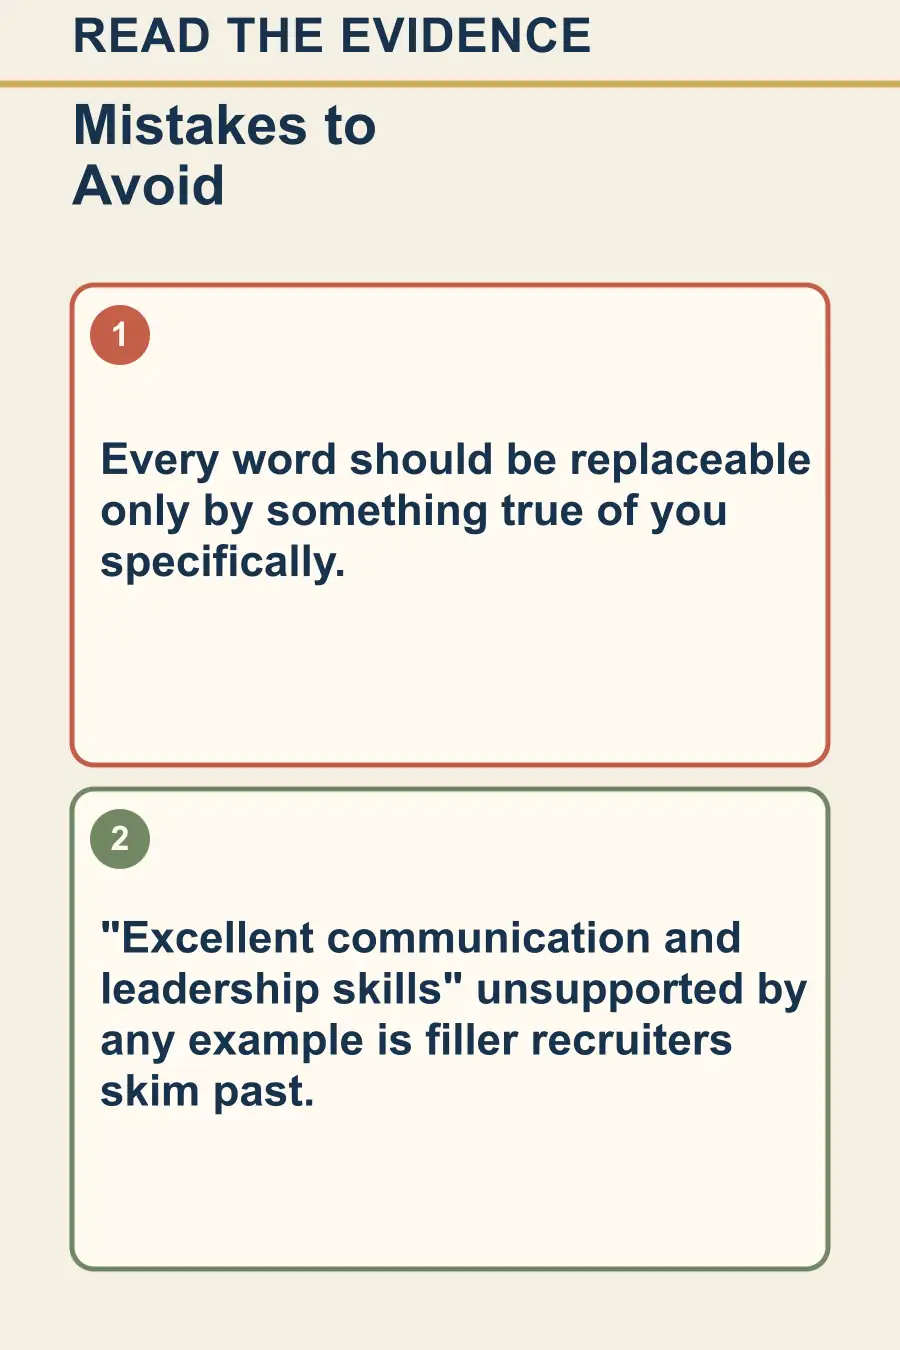 READ THE EVIDENCE
Mistakes to
Avoid
1
Every word should be replaceable
only by something true of you
specifically.
2
"Excellent communication and
leadership skills" unsupported by
any example is filler recruiters
skim past.